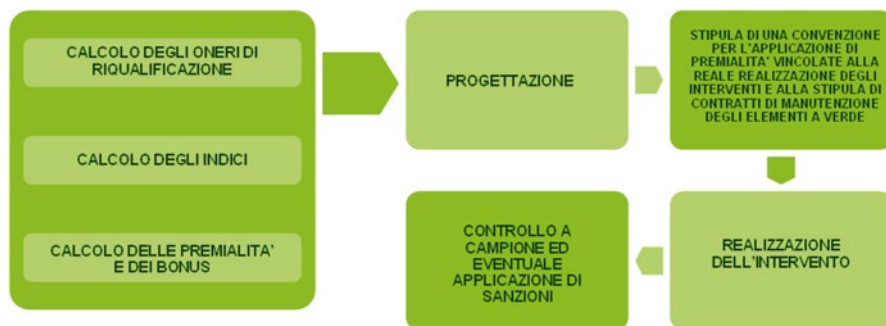 CALCOLO DEGLI ONERI DI
RIQUALIFICAZIONE
CALCOLO DEGLI INDICI
CALCOLO DELLE PREMIALITA'
E DEI BONUS
PROGETTAZIONE
STIPULA DI UNA CONVENZIONE
PER L'APPLICAZIONE DI
PREMIALITA' VINCOLATE ALLA
REALE REALIZZAZIONE DEGLI
INTERVENTI E ALLA STIPULA DI
CONTRATTI DI MANUTENZIONE
DEGLI ELEMENTI A VERDE
REALIZZAZIONE
DELL'INTERVENTO
CONTROLLO A
CAMPIONE ED
EVENTUALE
APPLICAZIONE DI
SANZIONI